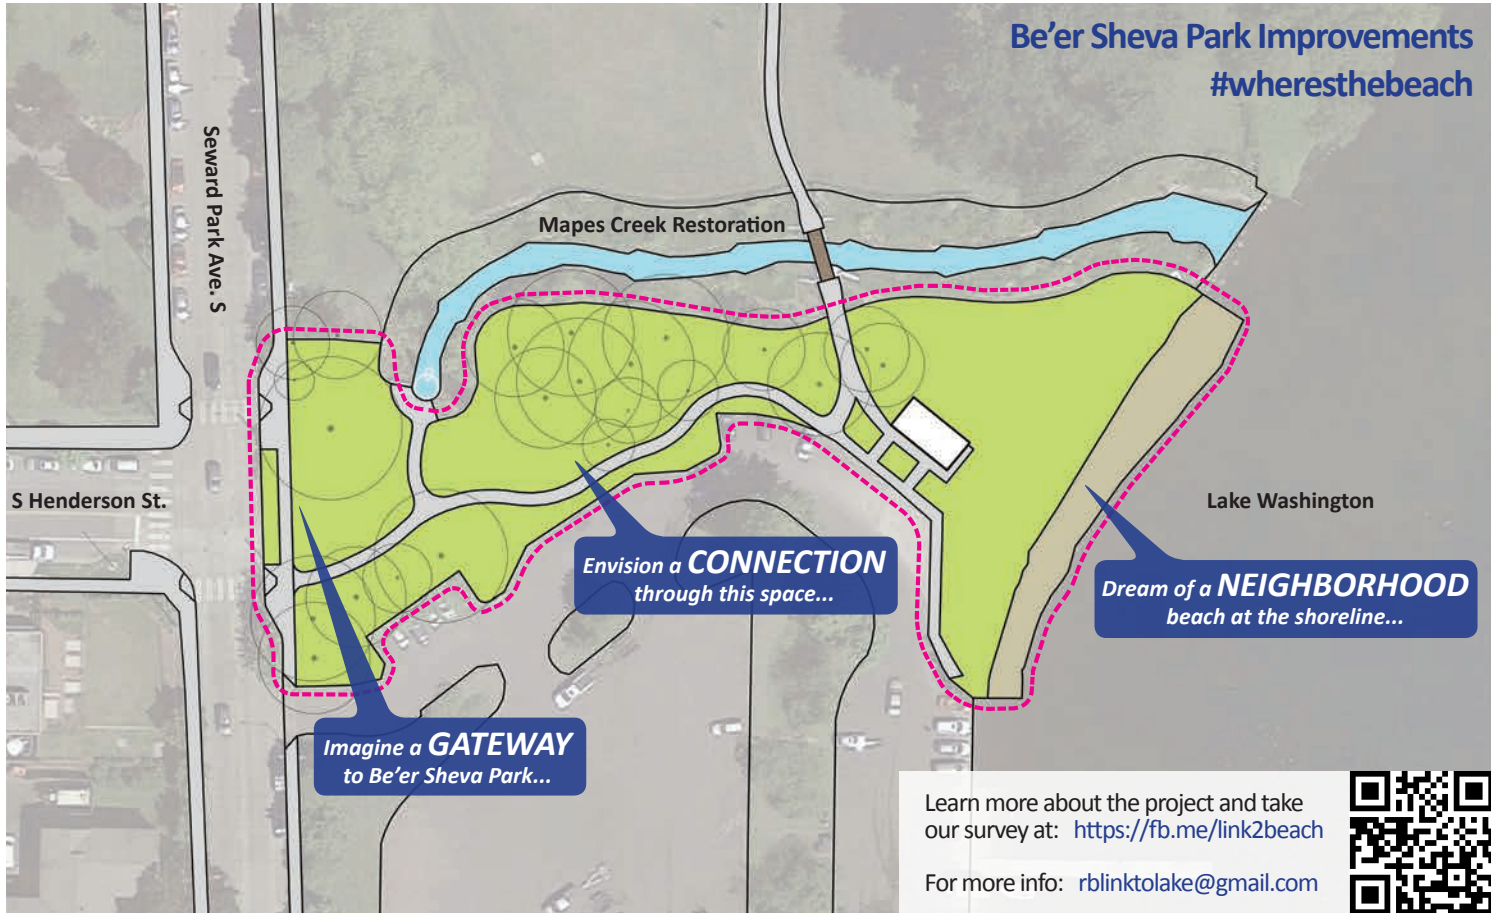 Be'er Sheva Park Improvements
#wheresthebeach
Seward Park Ave. S
Mapes Creek Restoration
S Henderson St.
Lake Washington
Envision a CONNECTION
through this space...
Dream of a NEIGHBORHOOD
beach at the shoreline...
Imagine a GATEWAY
to Be'er Sheva Park...
Learn more about the project and take
our survey at: https://fb.me/link2beach
For more info: rblinktolake@gmail.com